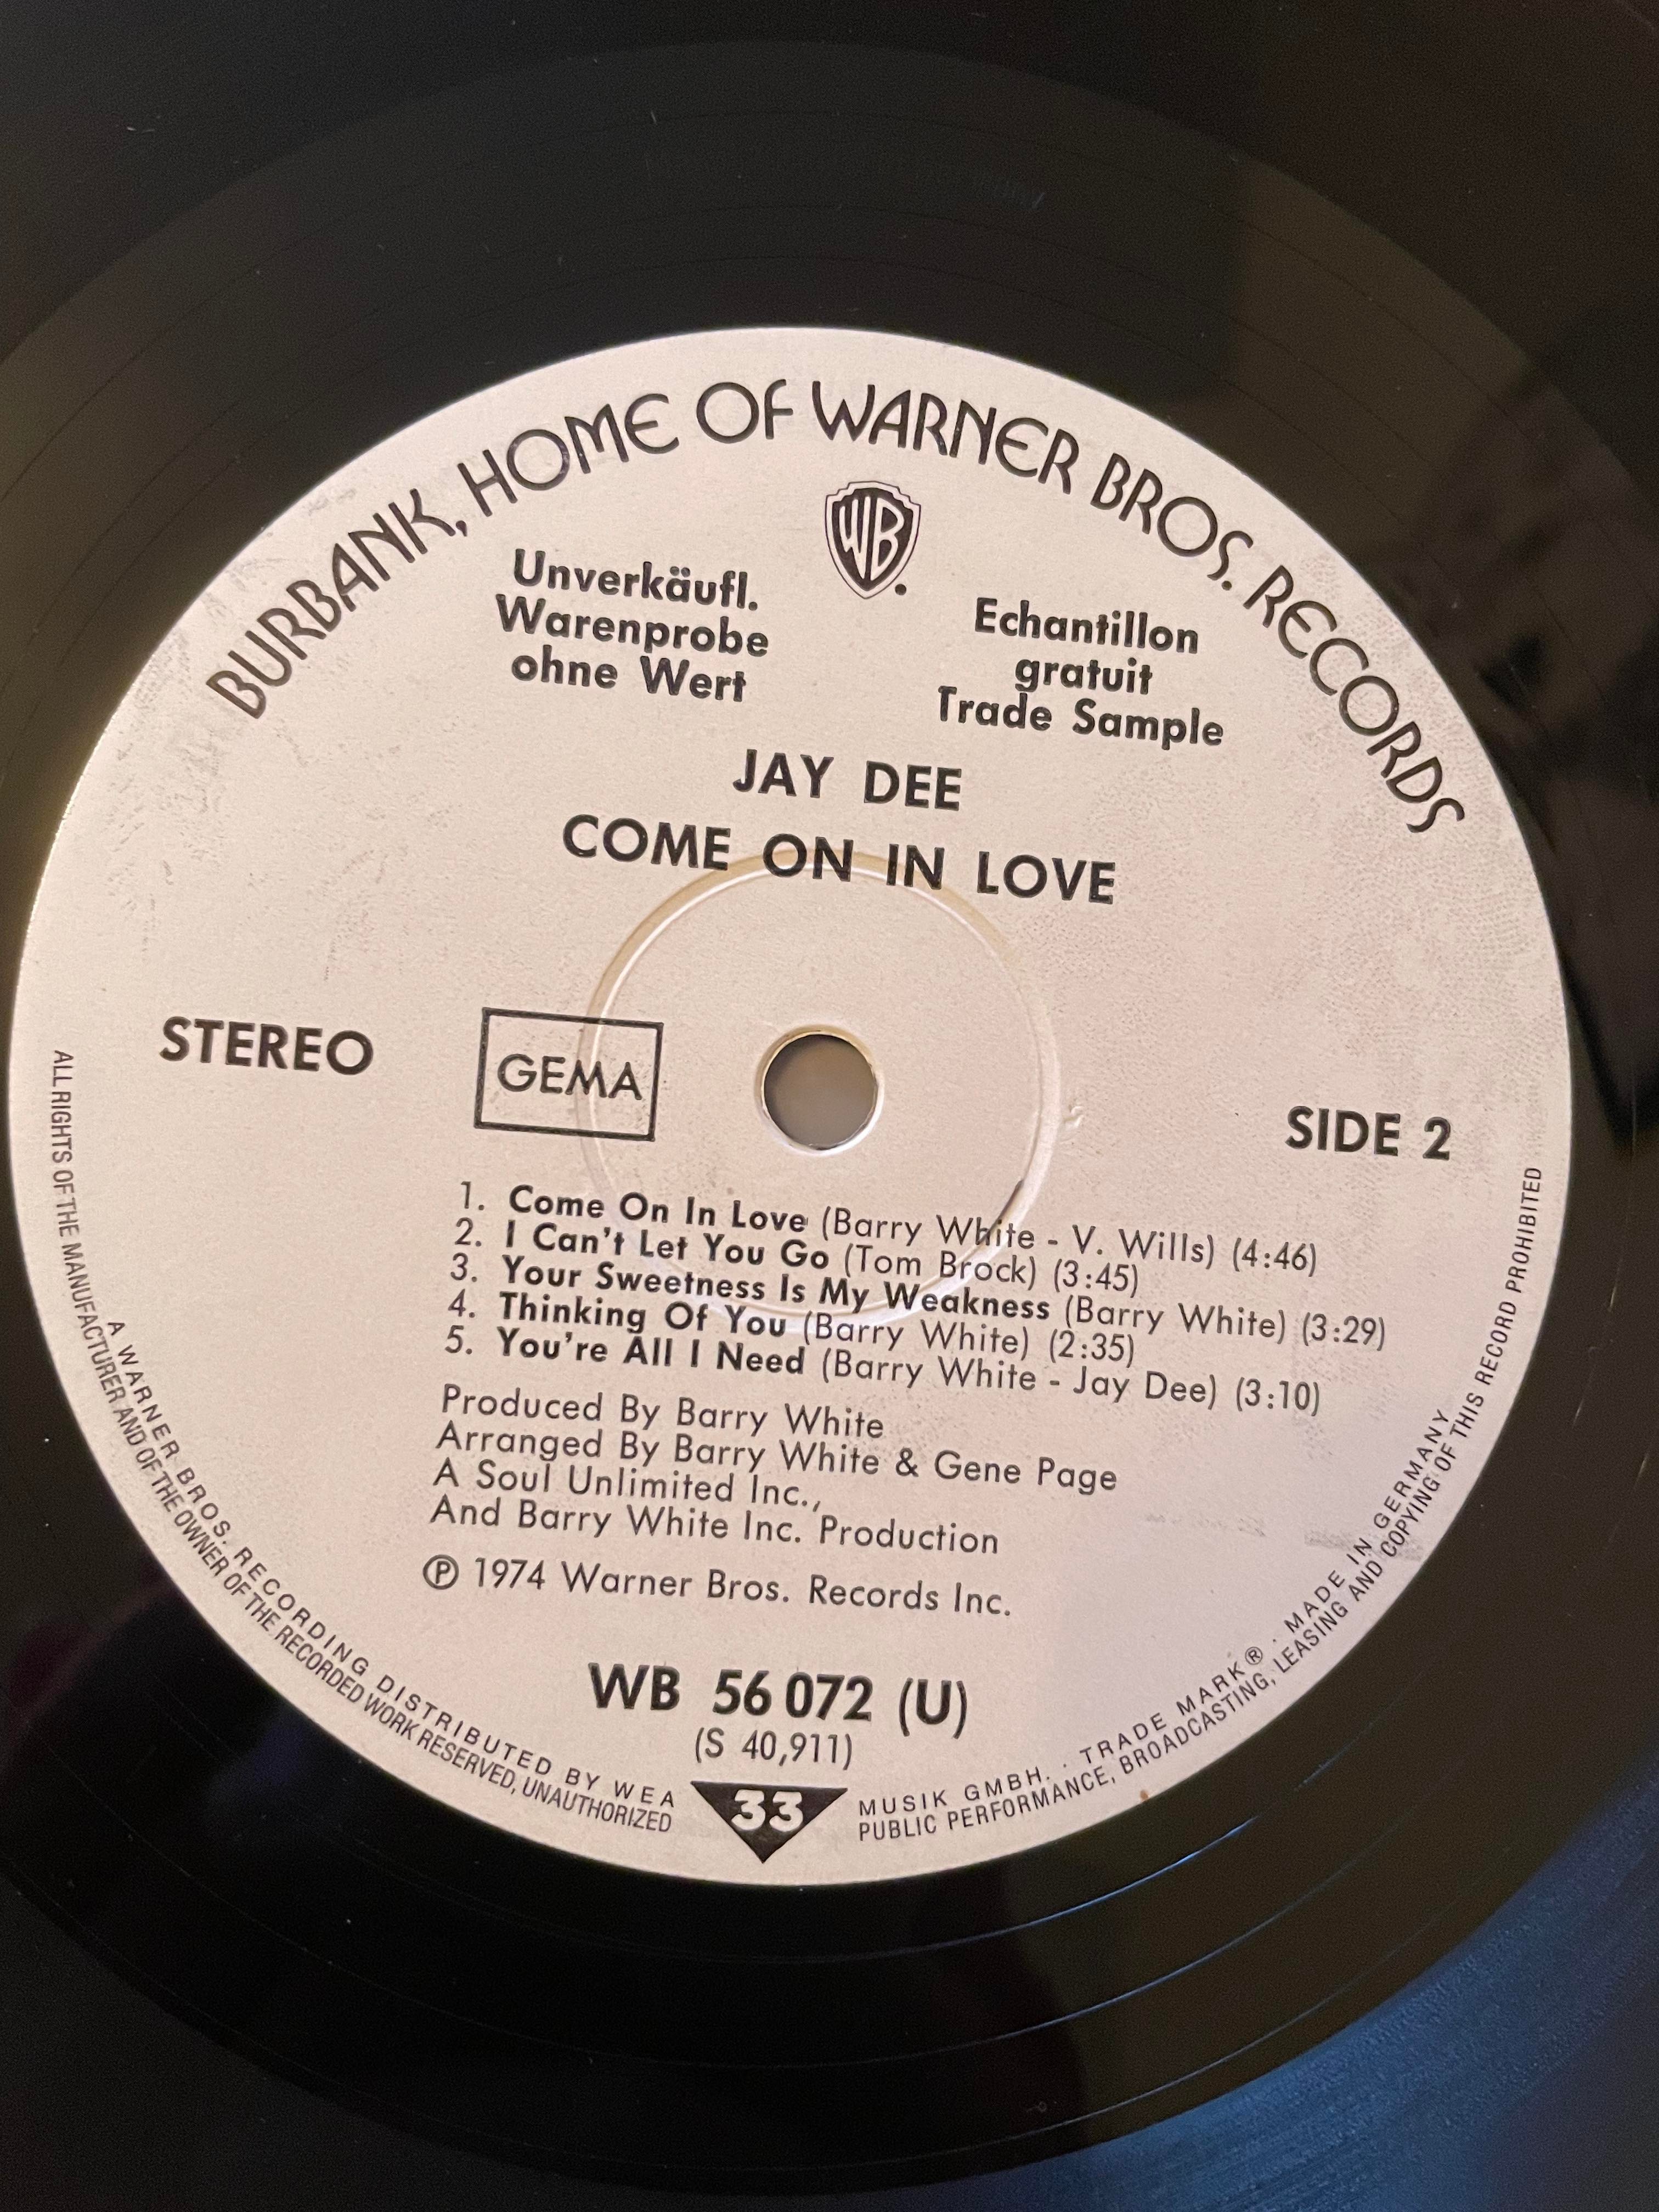 BURBANK, HOME OF WARNER BROS. RECORDS
WB
Unverkäufl.
Warenprobe
ohne Wert
Echantillon
gratuit
Trade Sample
JAY DEE
COME ON IN LOVE
STEREO
GEMA
SIDE 2
1. Come On In Love (Barry White - V. Wills) (4:46)
2. I Can't Let You Go (Tom Brock) (3:45)
3. Your Sweetness Is My Weakness (Barry White) (3:29)
4. Thinking Of You (Barry White) (2:35)
5. You're All I Need (Barry White - Jay Dee) (3:10)
Produced By Barry White
Arranged By Barry White & Gene Page
A Soul Unlimited Inc.,
And Barry White Inc. Production
℗ 1974 Warner Bros. Records Inc.
WB 56 072 (U)
(S 40,911)
33
A WARNER BROS. RECORDING DISTRIBUTED BY WEA MUSIK GMBH. · TRADE MARK® · MADE IN GERMANY
ALL RIGHTS OF THE MANUFACTURER AND OF THE OWNER OF THE RECORDED WORK RESERVED, UNAUTHORIZED PUBLIC PERFORMANCE, BROADCASTING, LEASING AND COPYING OF THIS RECORD PROHIBITED